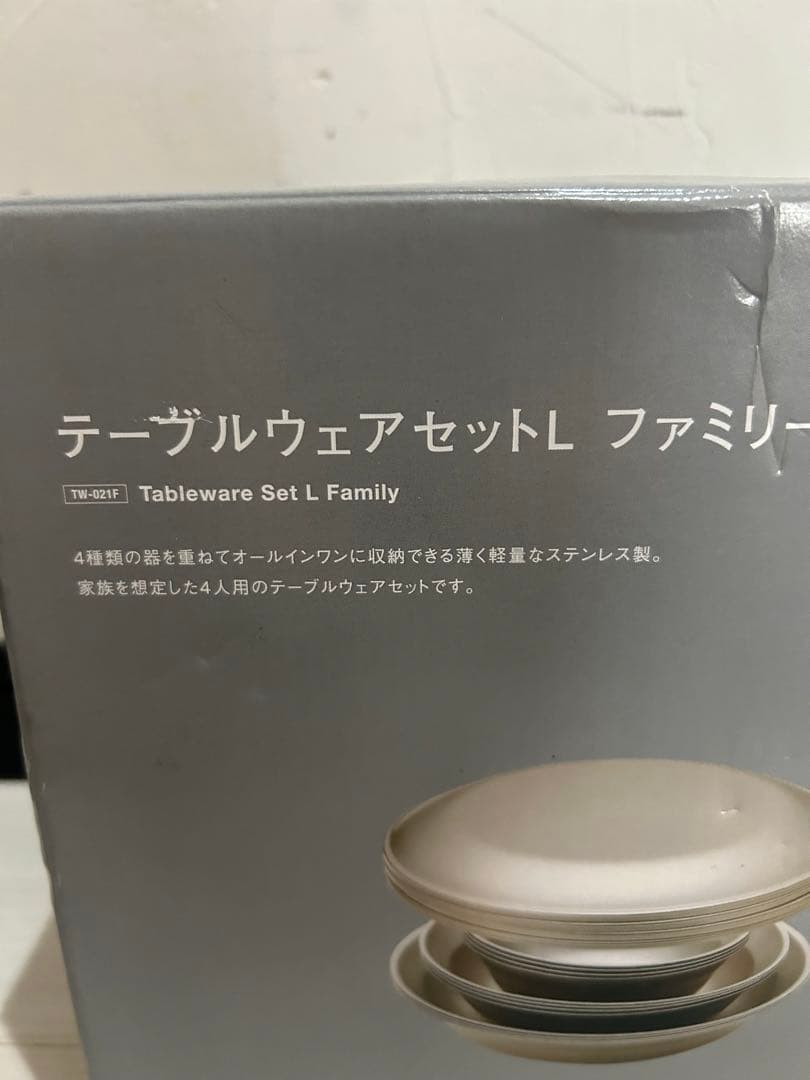 テーブルウェアセットL ファミリー
TW-021F Tableware Set L Family
4種類の器を重ねてオールインワンに収納できる薄く軽量なステンレス製。
家族を想定した4人用のテーブルウェアセットです。